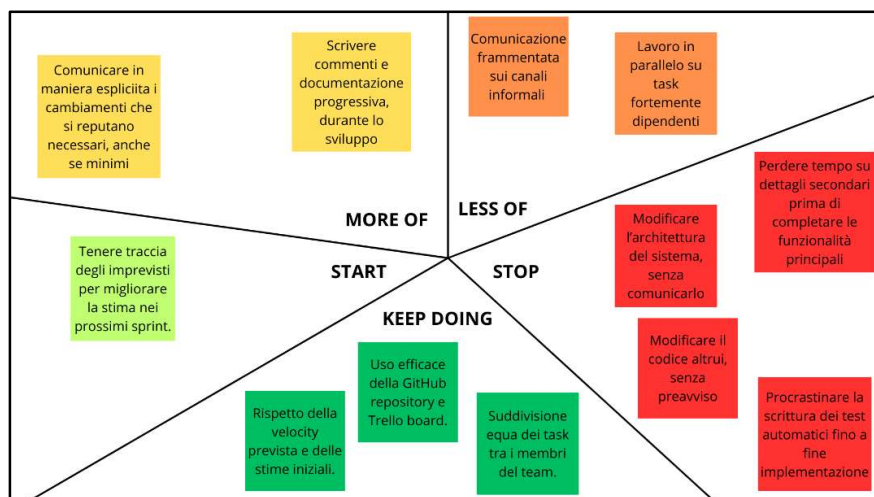 Comunicare in
maniera espliciita i
cambiamenti che
si reputano
necessari, anche
se minimi
Scrivere
commenti e
documentazione
progressiva,
durante lo
sviluppo
MORE OF
Comunicazione
frammentata
sui canali
informali
Lavoro in
parallelo su
task
fortemente
dipendenti
LESS OF
Tenere traccia
degli imprevisti
per migliorare
la stima nei
prossimi sprint.
START
STOP
Perdere tempo su
dettagli secondari
prima di
completare le
funzionalità
principali
Modificare
l'architettura
del sistema,
senza
comunicarlo
Modificare il
codice altrui,
senza
preavviso
Procrastinare la
scrittura dei test
automatici fino a
fine
implementazione
KEEP DOING
Rispetto della
velocity
prevista e delle
stime iniziali.
Uso efficace
della GitHub
repository e
Trello board.
Suddivisione
equa dei task
tra i membri
del team.